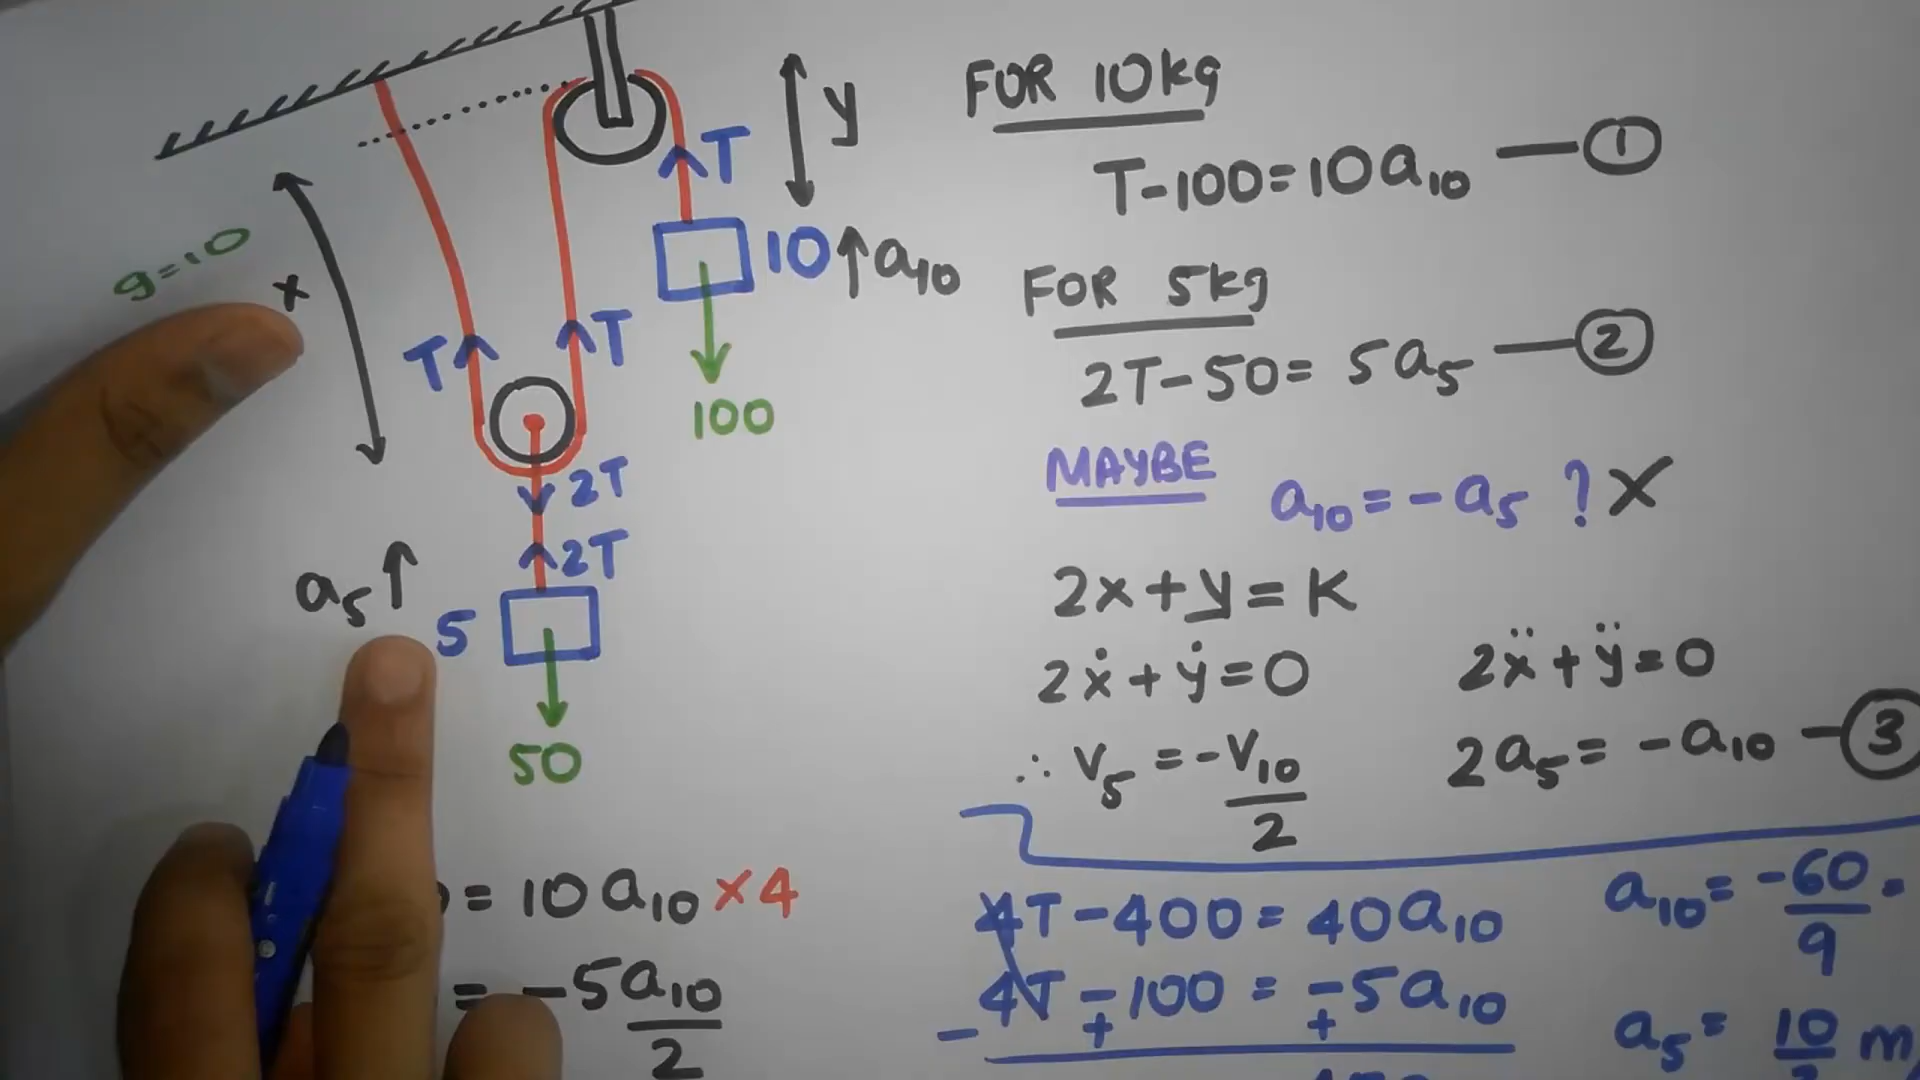 g=10
x
y
T
T
T
10 ↑a₁₀
100
2T
2T
a₅↑
5
50
FOR 10kg
T-100=10a₁₀ —①
FOR 5kg
2T-50= 5a₅ —②
MAYBE
a₁₀=-a₅ ? X
2x+y=K
2ẋ+ẏ=0
2ẍ+ÿ=0
∴ V₅ = -V₁₀/2
2a₅= -a₁₀ —③
= 10a₁₀ ×4
= -5a₁₀/2
4T-400=40a₁₀
4T-100=-5a₁₀
- + +
a₁₀= -60/9 =
a₅= 10/